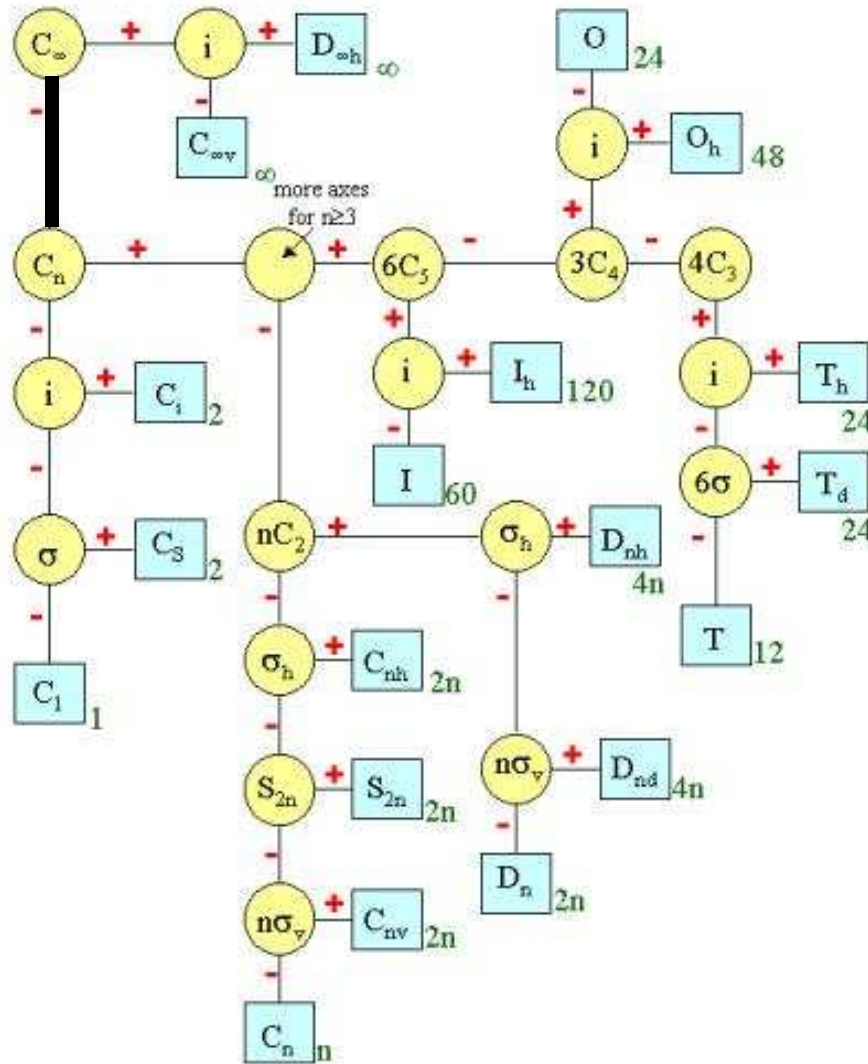 C∞ + i + D∞h ∞
-
- C∞v ∞
O 24
-
i + Oh 48
+
more axes
for n≥3
Cn + + 6C5 - 3C4 - 4C3
-
i + Ci 2
-
σ + CS 2
-
C1 1
+
i + Ih 120
-
I 60
+
i + Th 24
-
6σ + Td 24
-
T 12
-
nC2 + σh + Dnh 4n
-
σh + Cnh 2n
-
S2n + S2n 2n
-
nσv + Cnv 2n
-
Cn n
-
nσv + Dnd 4n
-
Dn 2n